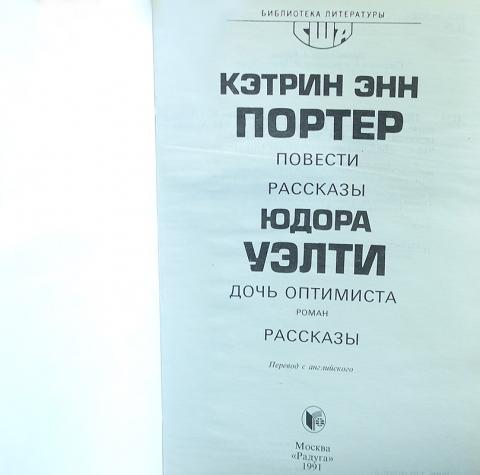 БИБЛИОТЕКА ЛИТЕРАТУРЫ
США
КЭТРИН ЭНН
ПОРТЕР
ПОВЕСТИ
РАССКАЗЫ
ЮДОРА
УЭЛТИ
ДОЧЬ ОПТИМИСТА
РОМАН
РАССКАЗЫ
Перевод с английского
Москва
«Радуга»
1991